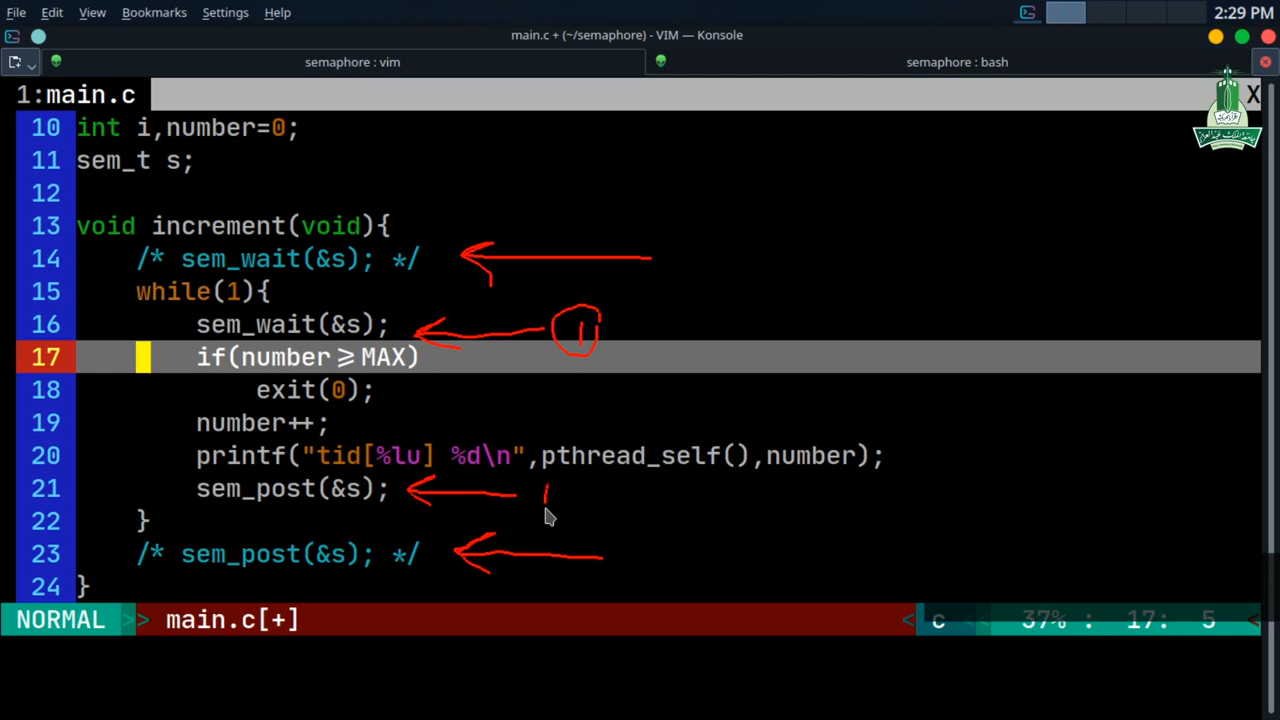 File Edit View Bookmarks Settings Help 2:29 PM
main.c + (~/semaphore) - VIM — Konsole
semaphore : vim semaphore : bash
1:main.c X
10 int i,number=0;
11 sem_t s;
12
13 void increment(void){
14 /* sem_wait(&s); */
15 while(1){
16 sem_wait(&s); 1
17 if(number⩾MAX)
18 exit(0);
19 number++;
20 printf("tid[%lu] %d\n",pthread_self(),number);
21 sem_post(&s);
22 }
23 /* sem_post(&s); */
24 }
NORMAL >> main.c[+] < c << 37% : 17: 5 <